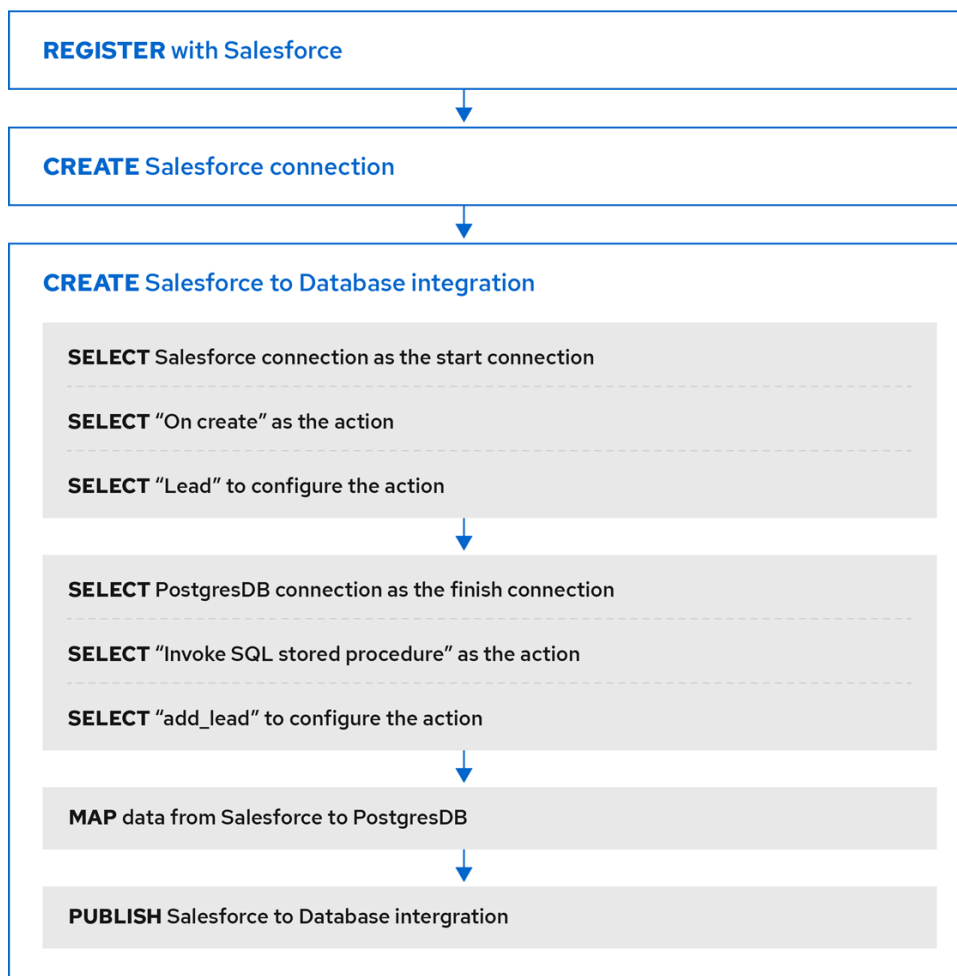 REGISTER with Salesforce
CREATE Salesforce connection
CREATE Salesforce to Database integration
SELECT Salesforce connection as the start connection
SELECT “On create” as the action
SELECT “Lead” to configure the action
SELECT PostgresDB connection as the finish connection
SELECT “Invoke SQL stored procedure” as the action
SELECT “add_lead” to configure the action
MAP data from Salesforce to PostgresDB
PUBLISH Salesforce to Database intergration